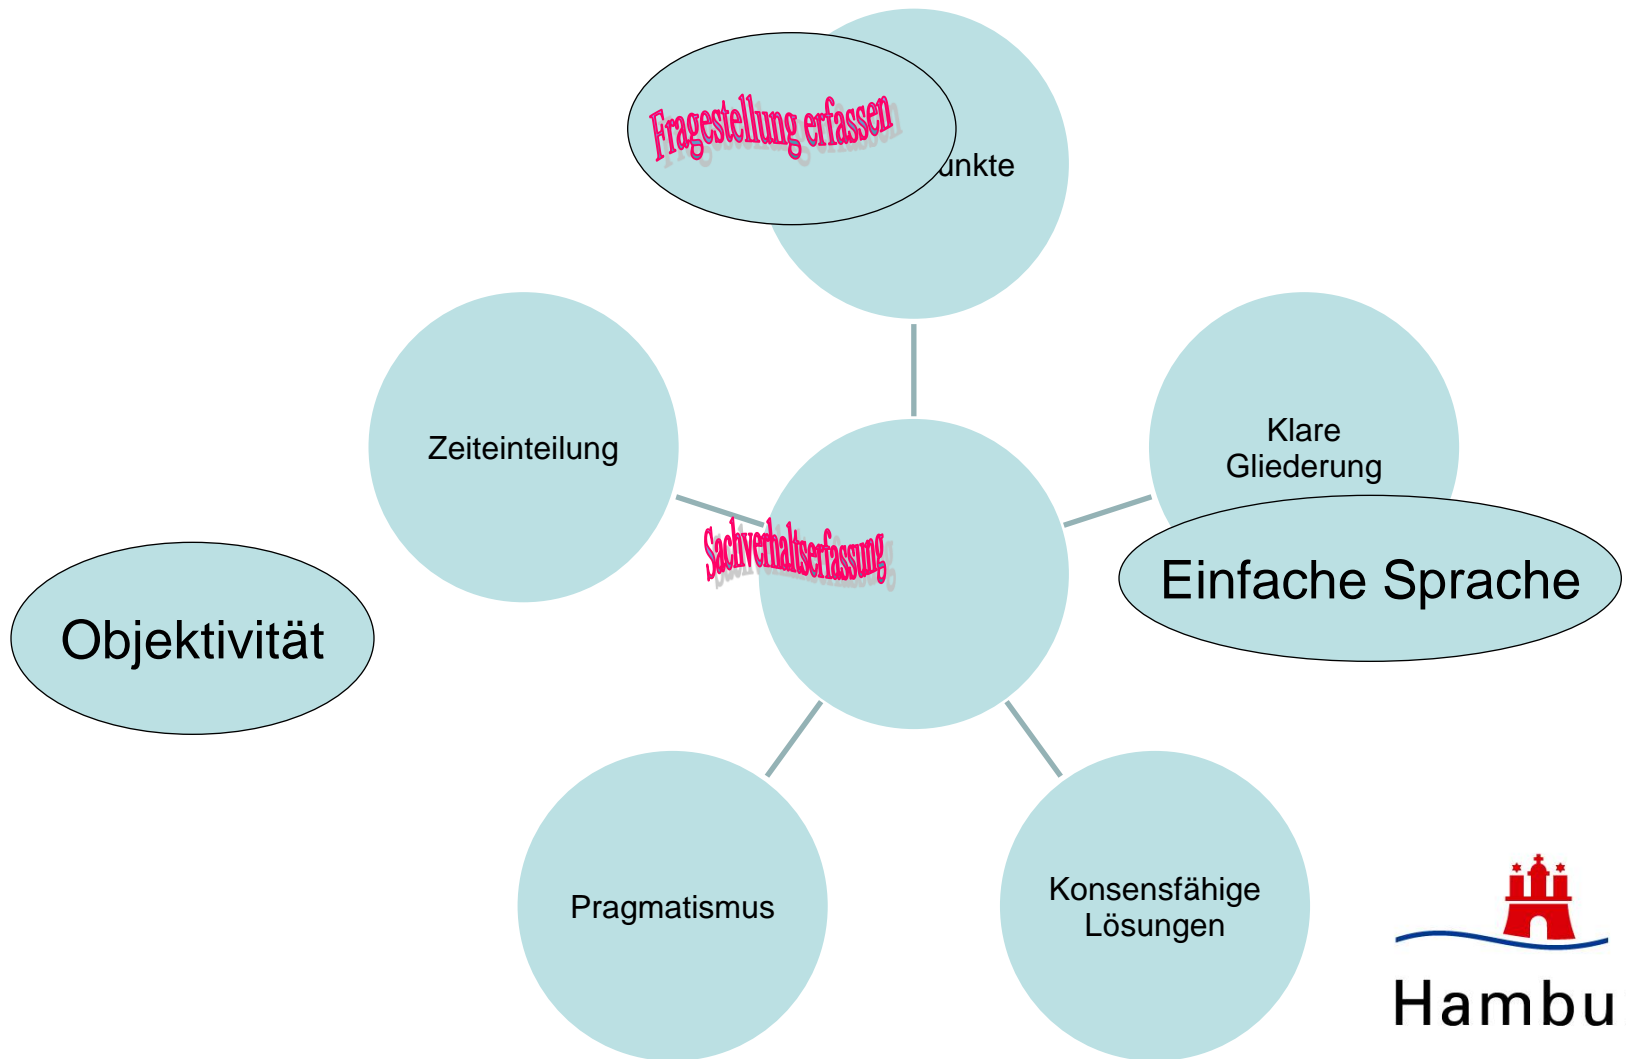 Fragestellung erfassen
unkte
Klare
Gliederung
Zeiteinteilung
Sachverhaltserfassung
Einfache Sprache
Objektivität
Konsensfähige
Lösungen
Pragmatismus
Hambu